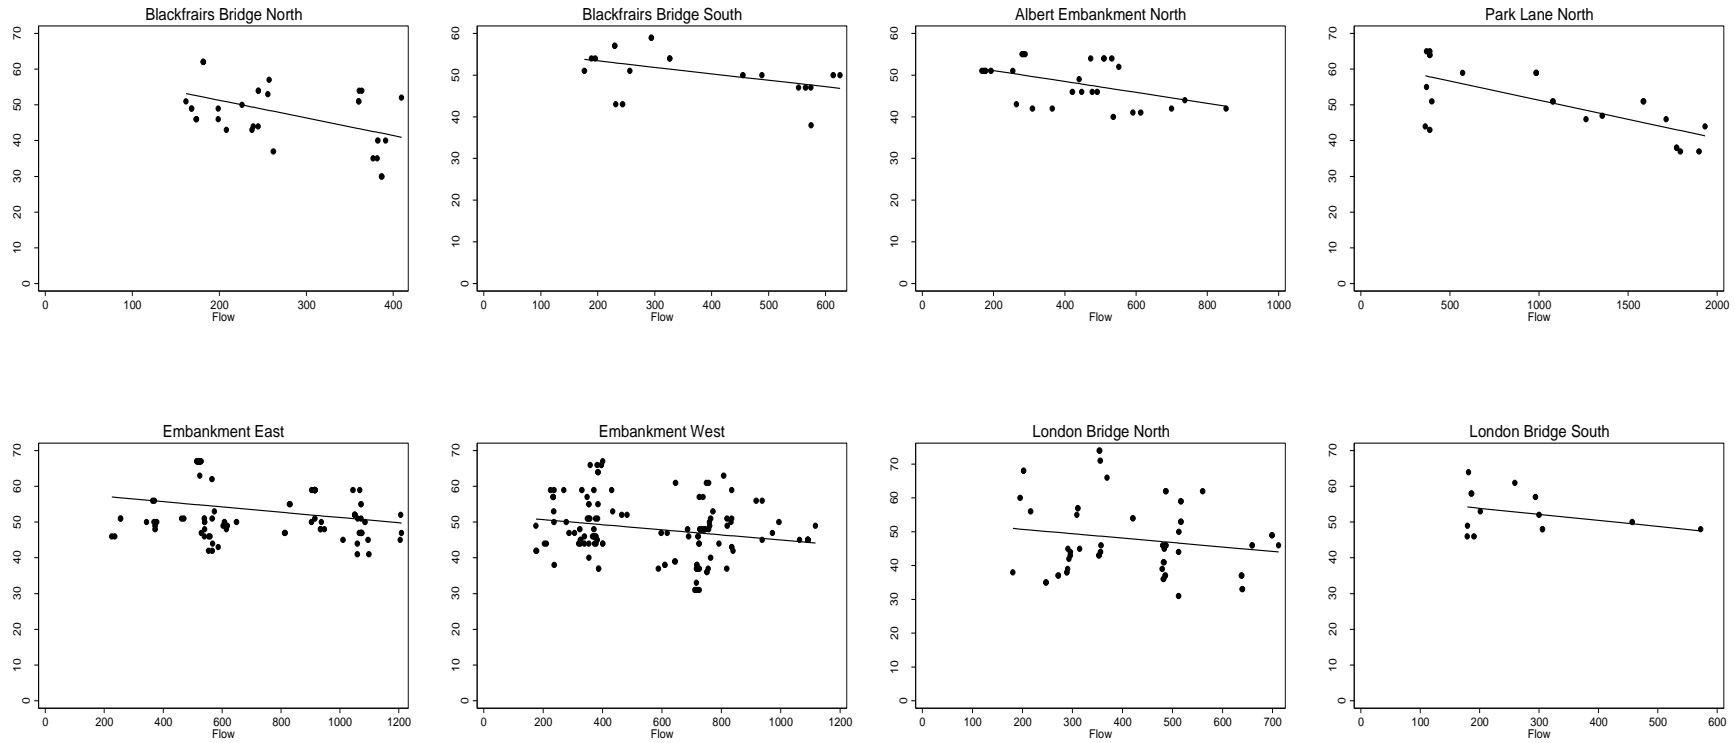 Blackfrairs Bridge North
70
60
50
40
30
20
10
0
0 100 200 300 400
Flow
Blackfrairs Bridge South
60
50
40
30
20
10
0
0 100 200 300 400 500 600
Flow
Albert Embankment North
60
50
40
30
20
10
0
0 200 400 600 800 1000
Flow
Park Lane North
70
60
50
40
30
20
10
0
0 500 1000 1500 2000
Flow
Embankment East
70
60
50
40
30
20
10
0
0 200 400 600 800 1000 1200
Flow
Embankment West
70
60
50
40
30
20
10
0
0 200 400 600 800 1000 1200
Flow
London Bridge North
70
60
50
40
30
20
10
0
0 100 200 300 400 500 600 700
Flow
London Bridge South
70
60
50
40
30
20
10
0
0 100 200 300 400 500 600
Flow